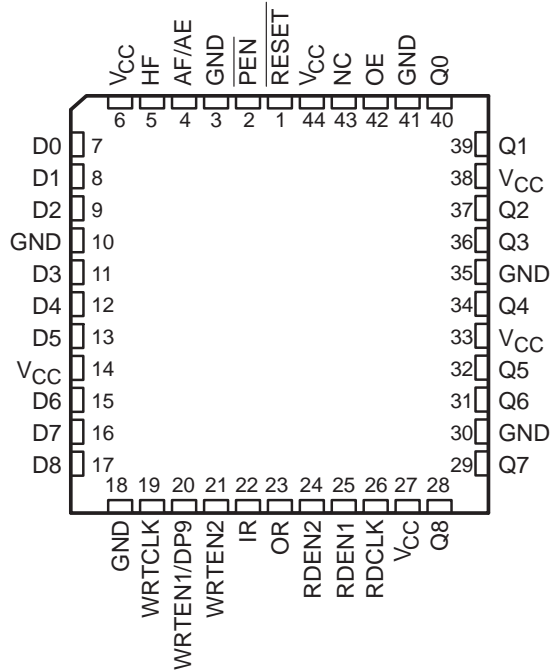 VCC HF AF/AE GND PEN RESET VCC NC OE GND Q0
6 5 4 3 2 1 44 43 42 41 40
D0 7 39 Q1
D1 8 38 VCC
D2 9 37 Q2
GND 10 36 Q3
D3 11 35 GND
D4 12 34 Q4
D5 13 33 VCC
VCC 14 32 Q5
D6 15 31 Q6
D7 16 30 GND
D8 17 29 Q7
18 19 20 21 22 23 24 25 26 27 28
GND WRTCLK WRTEN1/DP9 WRTEN2 IR OR RDEN2 RDEN1 RDCLK VCC Q8